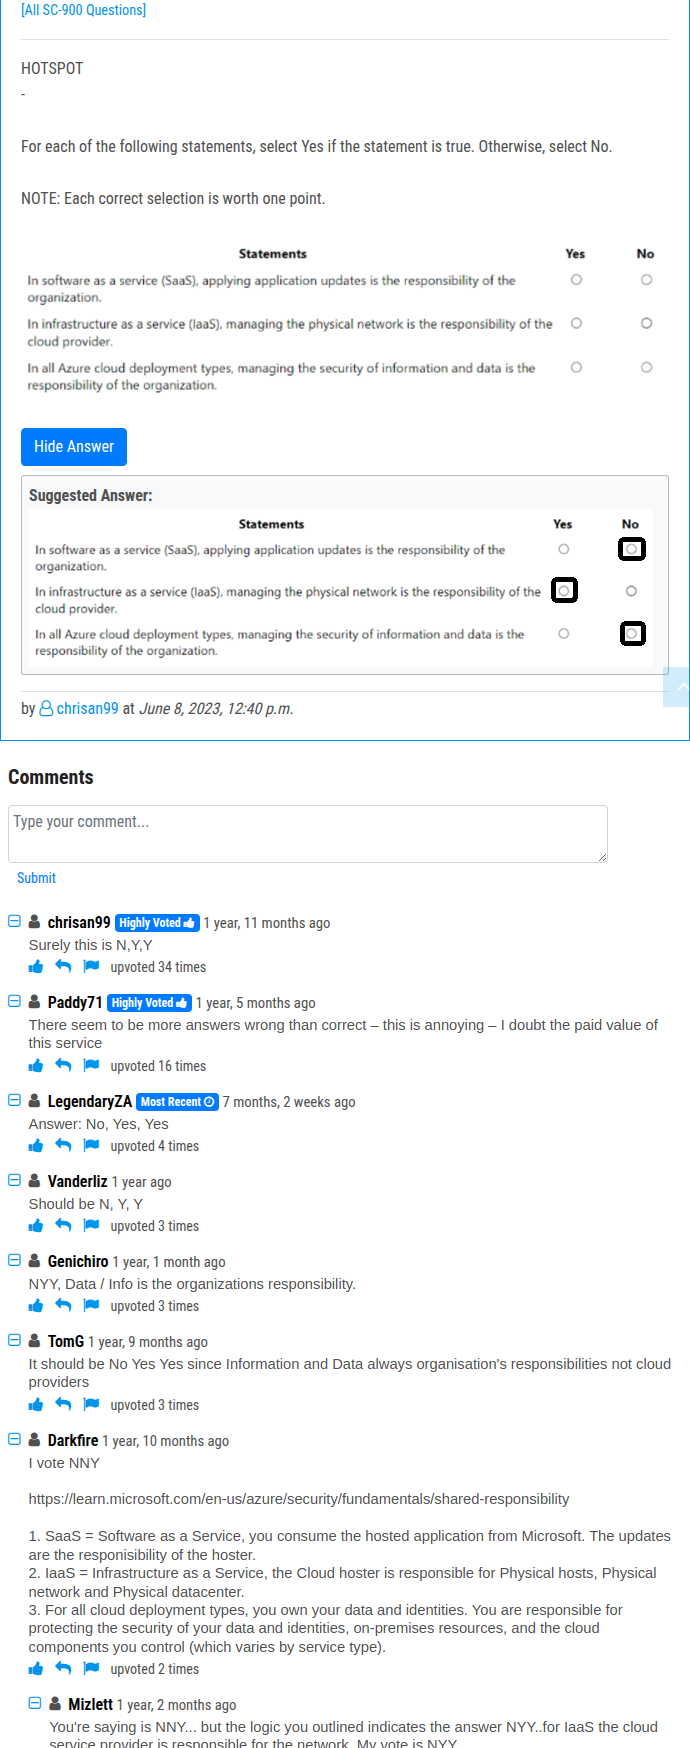 [All SC-900 Questions]
HOTSPOT
-
For each of the following statements, select Yes if the statement is true. Otherwise, select No.
NOTE: Each correct selection is worth one point.
Statements Yes No
In software as a service (SaaS), applying application updates is the responsibility of the
organization.
In infrastructure as a service (IaaS), managing the physical network is the responsibility of the
cloud provider.
In all Azure cloud deployment types, managing the security of information and data is the
responsibility of the organization.
Hide Answer
Suggested Answer:
Statements Yes No
In software as a service (SaaS), applying application updates is the responsibility of the
organization.
In infrastructure as a service (IaaS), managing the physical network is the responsibility of the
cloud provider.
In all Azure cloud deployment types, managing the security of information and data is the
responsibility of the organization.
by chrisan99 at June 8, 2023, 12:40 p.m.
Comments
Type your comment...
Submit
chrisan99 Highly Voted 1 year, 11 months ago
Surely this is N,Y,Y
upvoted 34 times
Paddy71 Highly Voted 1 year, 5 months ago
There seem to be more answers wrong than correct – this is annoying – I doubt the paid value of
this service
upvoted 16 times
LegendaryZA Most Recent 7 months, 2 weeks ago
Answer: No, Yes, Yes
upvoted 4 times
Vanderliz 1 year ago
Should be N, Y, Y
upvoted 3 times
Genichiro 1 year, 1 month ago
NYY, Data / Info is the organizations responsibility.
upvoted 3 times
TomG 1 year, 9 months ago
It should be No Yes Yes since Information and Data always organisation's responsibilities not cloud
providers
upvoted 3 times
Darkfire 1 year, 10 months ago
I vote NNY
https://learn.microsoft.com/en-us/azure/security/fundamentals/shared-responsibility
1. SaaS = Software as a Service, you consume the hosted application from Microsoft. The updates
are the responisibility of the hoster.
2. IaaS = Infrastructure as a Service, the Cloud hoster is responsible for Physical hosts, Physical
network and Physical datacenter.
3. For all cloud deployment types, you own your data and identities. You are responsible for
protecting the security of your data and identities, on-premises resources, and the cloud
components you control (which varies by service type).
upvoted 2 times
Mizlett 1 year, 2 months ago
You're saying is NNY... but the logic you outlined indicates the answer NYY..for IaaS the cloud
service provider is responsible for the network. My vote is NYY